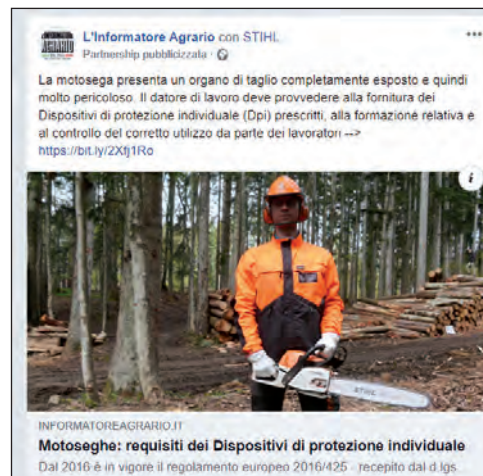 L'INFORMATORE
AGRARIO
L'Informatore Agrario con STIHL
Partnership pubblicizzata ·
La motosega presenta un organo di taglio completamente esposto e quindi
molto pericoloso. Il datore di lavoro deve provvedere alla fornitura dei
Dispositivi di protezione individuale (Dpi) prescritti, alla formazione relativa e
al controllo del corretto utilizzo da parte dei lavoratori -->
https://bit.ly/2Xfj1Ro
STIHL
INFORMATOREAGRARIO.IT
Motoseghe: requisiti dei Dispositivi di protezione individuale
Dal 2016 è in vigore il regolamento europeo 2016/425 - recepito dal d.lgs.